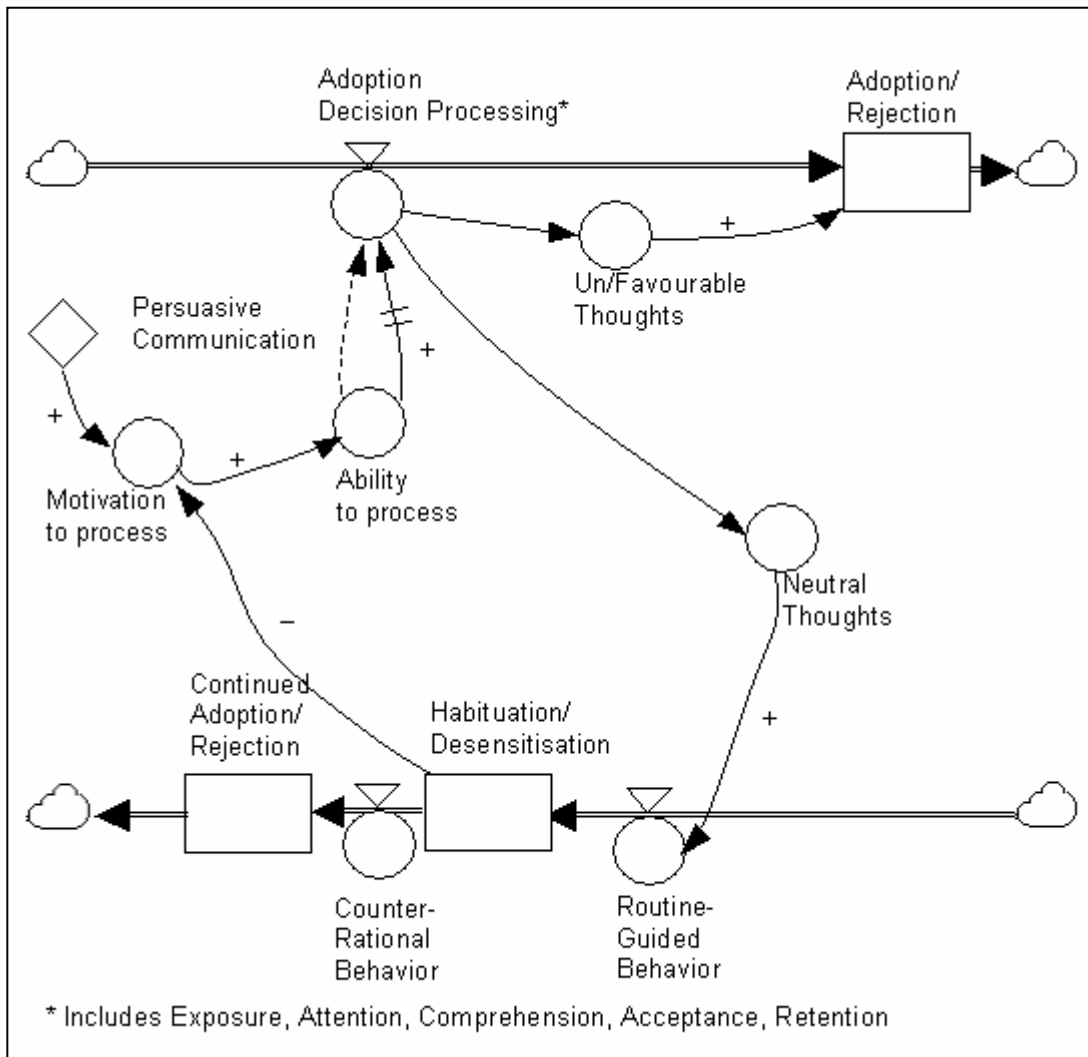 Adoption
Decision Processing*
Adoption/
Rejection
+
Un/Favourable
Thoughts
Persuasive
Communication
+
+
+
Motivation
to process
Ability
to process
Neutral
Thoughts
–
+
Continued
Adoption/
Rejection
Habituation/
Desensitisation
Counter-
Rational
Behavior
Routine-
Guided
Behavior
* Includes Exposure, Attention, Comprehension, Acceptance, Retention